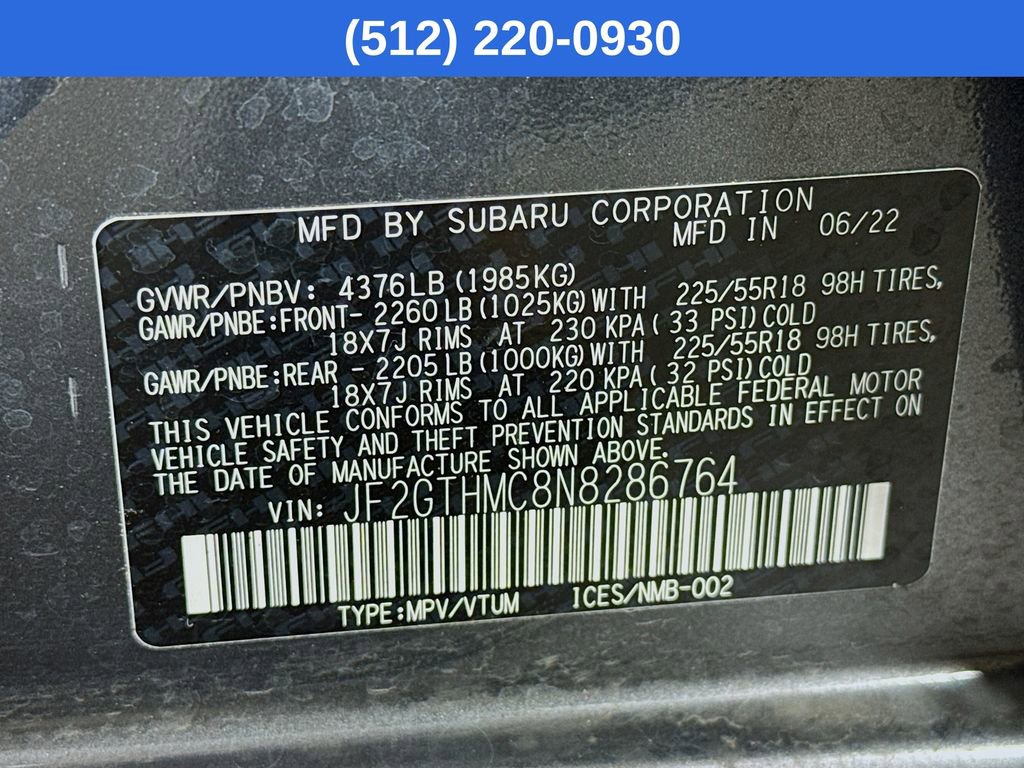 (512) 220-0930
MFD BY SUBARU CORPORATION
MFD IN 06/22
GVWR/PNBV: 4376LB (1985KG)
GAWR/PNBE:FRONT- 2260 LB (1025KG) WITH 225/55R18 98H TIRES,
18X7J RIMS AT 230 KPA ( 33 PSI) COLD
GAWR/PNBE:REAR - 2205 LB (1000KG) WITH 225/55R18 98H TIRES,
18X7J RIMS AT 220 KPA ( 32 PSI) COLD
THIS VEHICLE CONFORMS TO ALL APPLICABLE FEDERAL MOTOR
VEHICLE SAFETY AND THEFT PREVENTION STANDARDS IN EFFECT ON
THE DATE OF MANUFACTURE SHOWN ABOVE.
VIN: JF2GTHMC8N8286764
TYPE:MPV/VTUM ICES/NMB-002